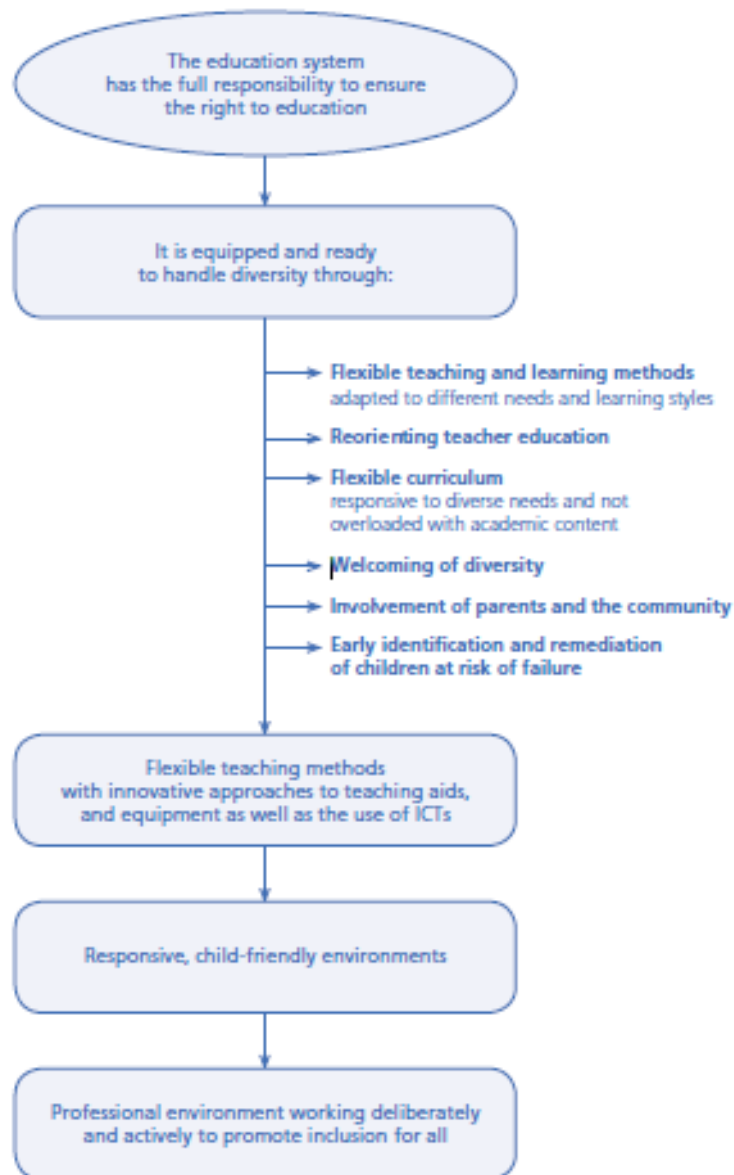 The education system
has the full responsibility to ensure
the right to education
It is equipped and ready
to handle diversity through:
Flexible teaching and learning methods
adapted to different needs and learning styles
Reorienting teacher education
Flexible curriculum
responsive to diverse needs and not
overloaded with academic content
Welcoming of diversity
Involvement of parents and the community
Early identification and remediation
of children at risk of failure
Flexible teaching methods
with innovative approaches to teaching aids,
and equipment as well as the use of ICTs
Responsive, child-friendly environments
Professional environment working deliberately
and actively to promote inclusion for all